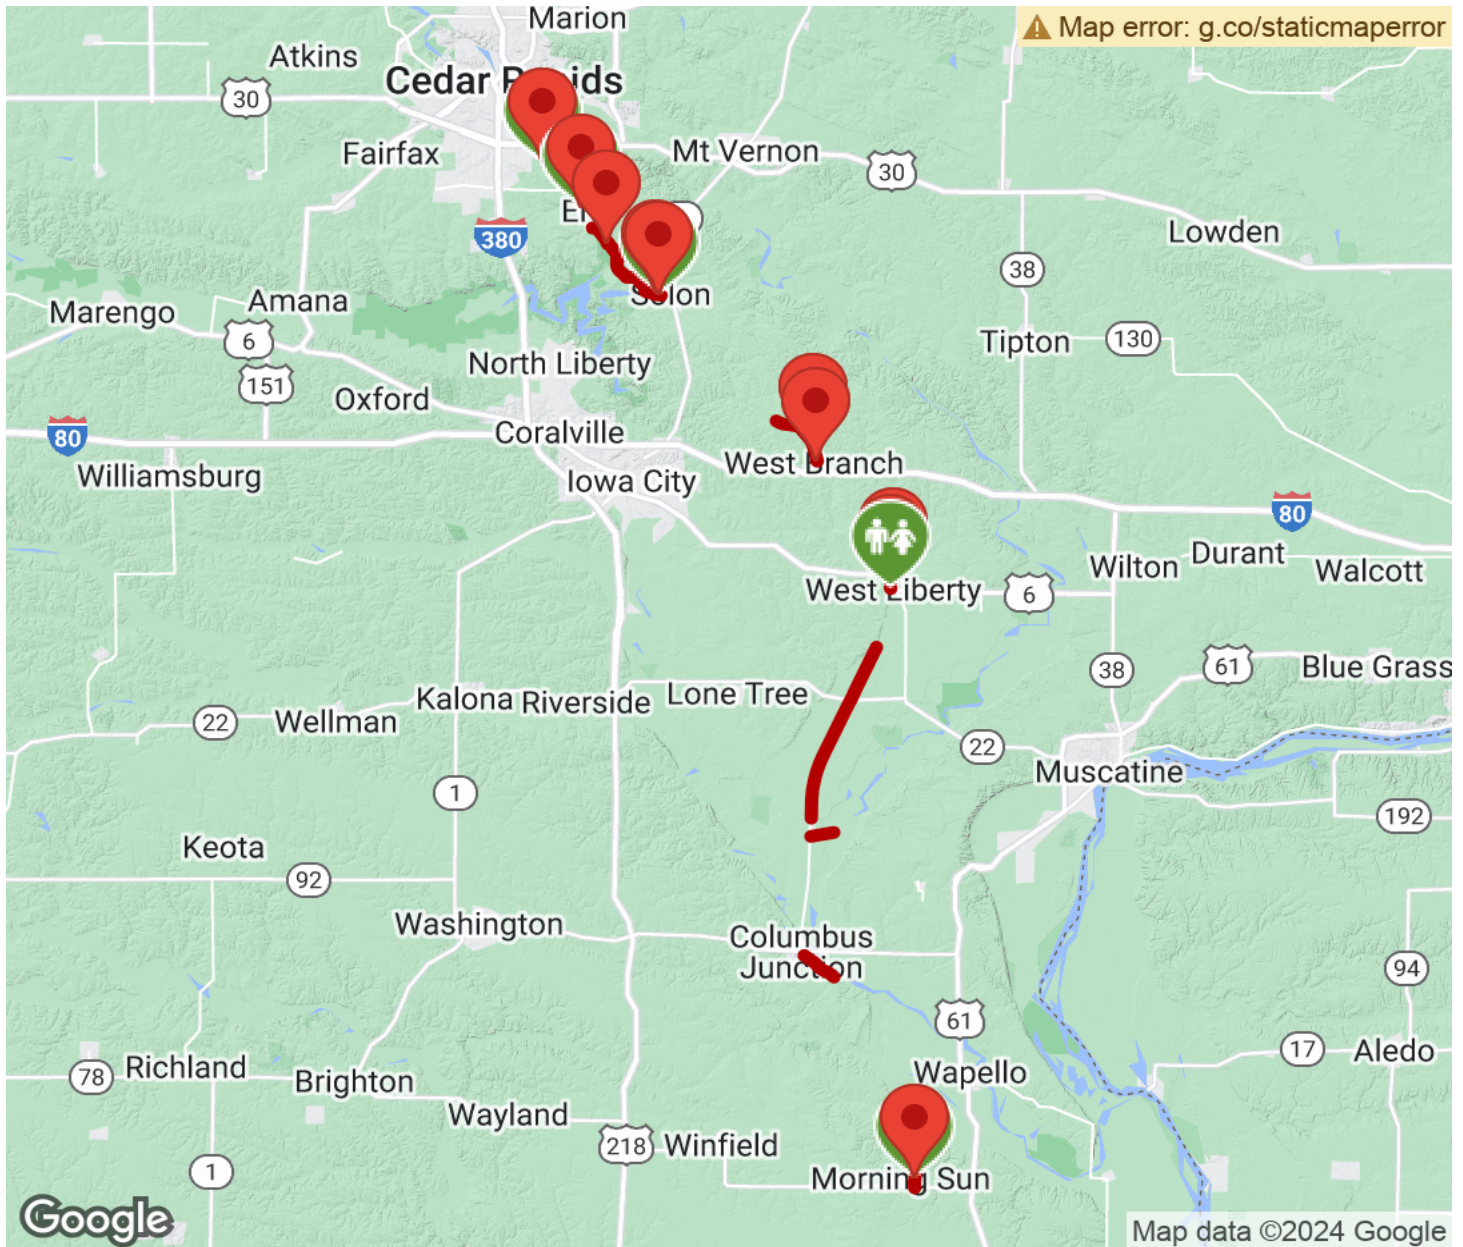 Marion
Map error: g.co/staticmaperror
Atkins
Cedar R ids
30
Fairfax
Mt Vernon
30
El
380
Lowden
38
Marengo
Amana
Solon
6
151
North Liberty
Tipton
130
Oxford
80
Coralville
Williamsburg
Iowa City
West Branch
80
Durant
Wilton
Walcott
West Liberty
6
38
61
Blue Grass
Kalona
Riverside
Lone Tree
22
Wellman
22
Muscatine
1
192
Keota
92
Washington
Columbus
Junction
94
61
17
Aledo
78
Richland
Brighton
Wapello
Wayland
218
Winfield
1
Morning Sun
Google
Map data ©2024 Google